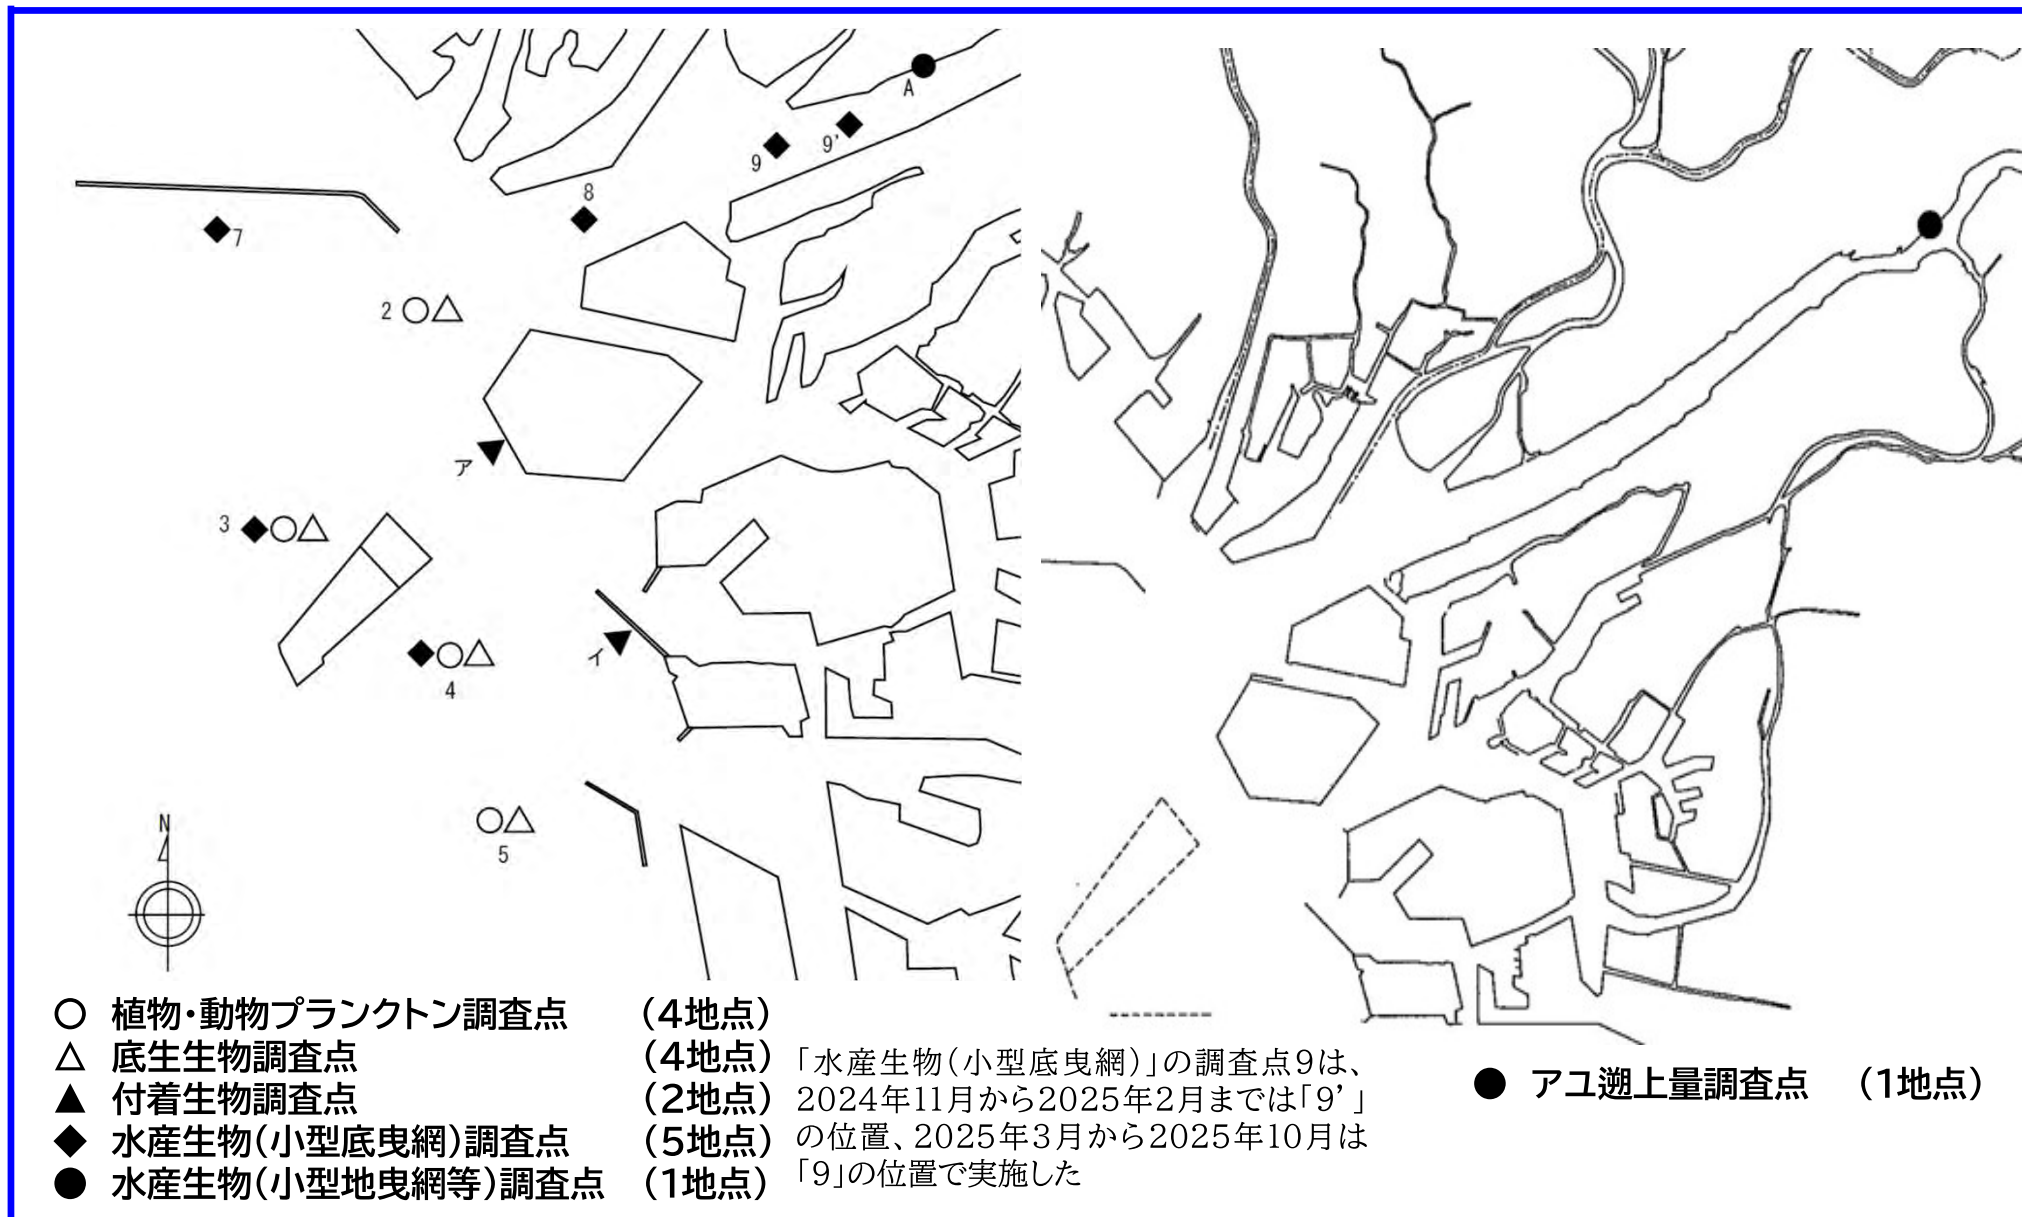 A
9
9’
8
7
2
ア
3
4
イ
5
N
植物・動物プランクトン調査点 （4地点）
底生生物調査点 （4地点）
付着生物調査点 （2地点）
水産生物（小型底曳網）調査点 （5地点）
水産生物（小型地曳網等）調査点 （1地点）
「水産生物（小型底曳網）」の調査点9は、
2024年11月から2025年2月までは「9’」
の位置、2025年3月から2025年10月は
「9」の位置で実施した
アユ遡上量調査点 （1地点）